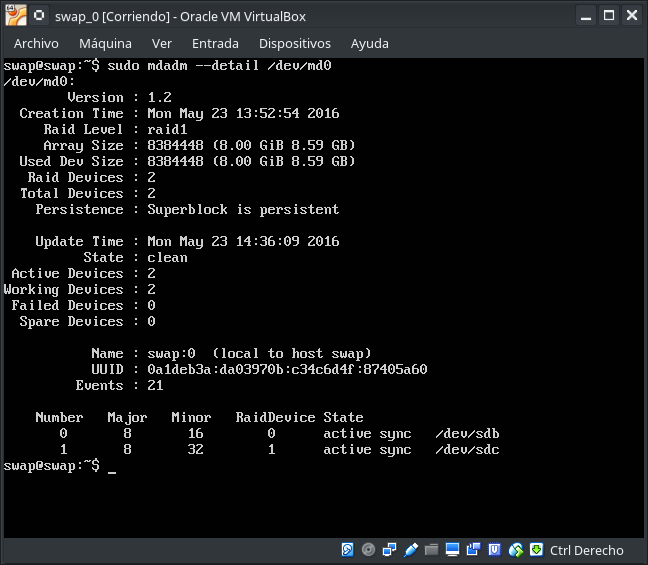 swap_0 [Corriendo] - Oracle VM VirtualBox
Archivo Máquina Ver Entrada Dispositivos Ayuda
swap@swap:~$ sudo mdadm --detail /dev/md0
/dev/md0:
Version : 1.2
Creation Time : Mon May 23 13:52:54 2016
Raid Level : raid1
Array Size : 8384448 (8.00 GiB 8.59 GB)
Used Dev Size : 8384448 (8.00 GiB 8.59 GB)
Raid Devices : 2
Total Devices : 2
Persistence : Superblock is persistent
Update Time : Mon May 23 14:36:09 2016
State : clean
Active Devices : 2
Working Devices : 2
Failed Devices : 0
Spare Devices : 0
Name : swap:0  (local to host swap)
UUID : 0a1deb3a:da03970b:c34c6d4f:87405a60
Events : 21
Number Major Minor RaidDevice State
0 8 16 0 active sync /dev/sdb
1 8 32 1 active sync /dev/sdc
swap@swap:~$ _
Ctrl Derecho